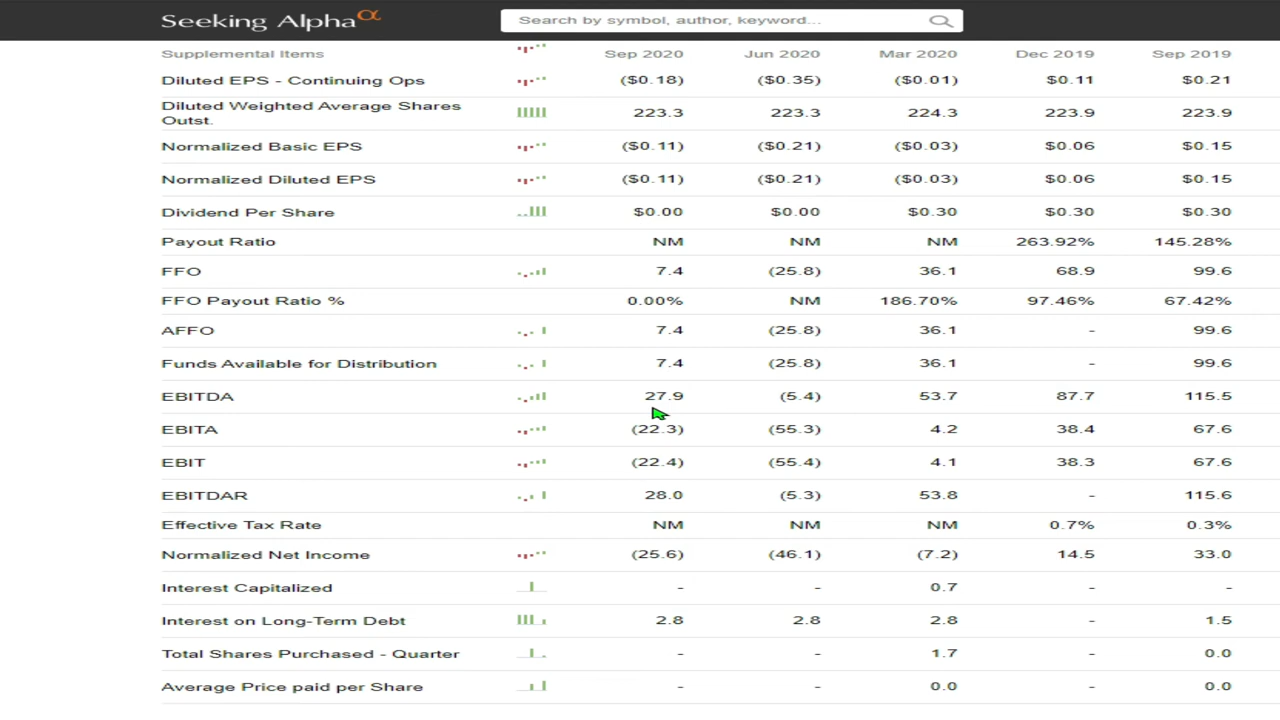 Seeking Alpha α
Search by symbol, author, keyword...
Supplemental Items Sep 2020 Jun 2020 Mar 2020 Dec 2019 Sep 2019
Diluted EPS - Continuing Ops ($0.18) ($0.35) ($0.01) $0.11 $0.21
Diluted Weighted Average Shares
Outst. 223.3 223.3 224.3 223.9 223.9
Normalized Basic EPS ($0.11) ($0.21) ($0.03) $0.06 $0.15
Normalized Diluted EPS ($0.11) ($0.21) ($0.03) $0.06 $0.15
Dividend Per Share $0.00 $0.00 $0.30 $0.30 $0.30
Payout Ratio NM NM NM 263.92% 145.28%
FFO 7.4 (25.8) 36.1 68.9 99.6
FFO Payout Ratio % 0.00% NM 186.70% 97.46% 67.42%
AFFO 7.4 (25.8) 36.1 - 99.6
Funds Available for Distribution 7.4 (25.8) 36.1 - 99.6
EBITDA 27.9 (5.4) 53.7 87.7 115.5
EBITA (22.3) (55.3) 4.2 38.4 67.6
EBIT (22.4) (55.4) 4.1 38.3 67.6
EBITDAR 28.0 (5.3) 53.8 - 115.6
Effective Tax Rate NM NM NM 0.7% 0.3%
Normalized Net Income (25.6) (46.1) (7.2) 14.5 33.0
Interest Capitalized - - 0.7 - -
Interest on Long-Term Debt 2.8 2.8 2.8 - 1.5
Total Shares Purchased - Quarter - - 1.7 - 0.0
Average Price paid per Share - - 0.0 - 0.0